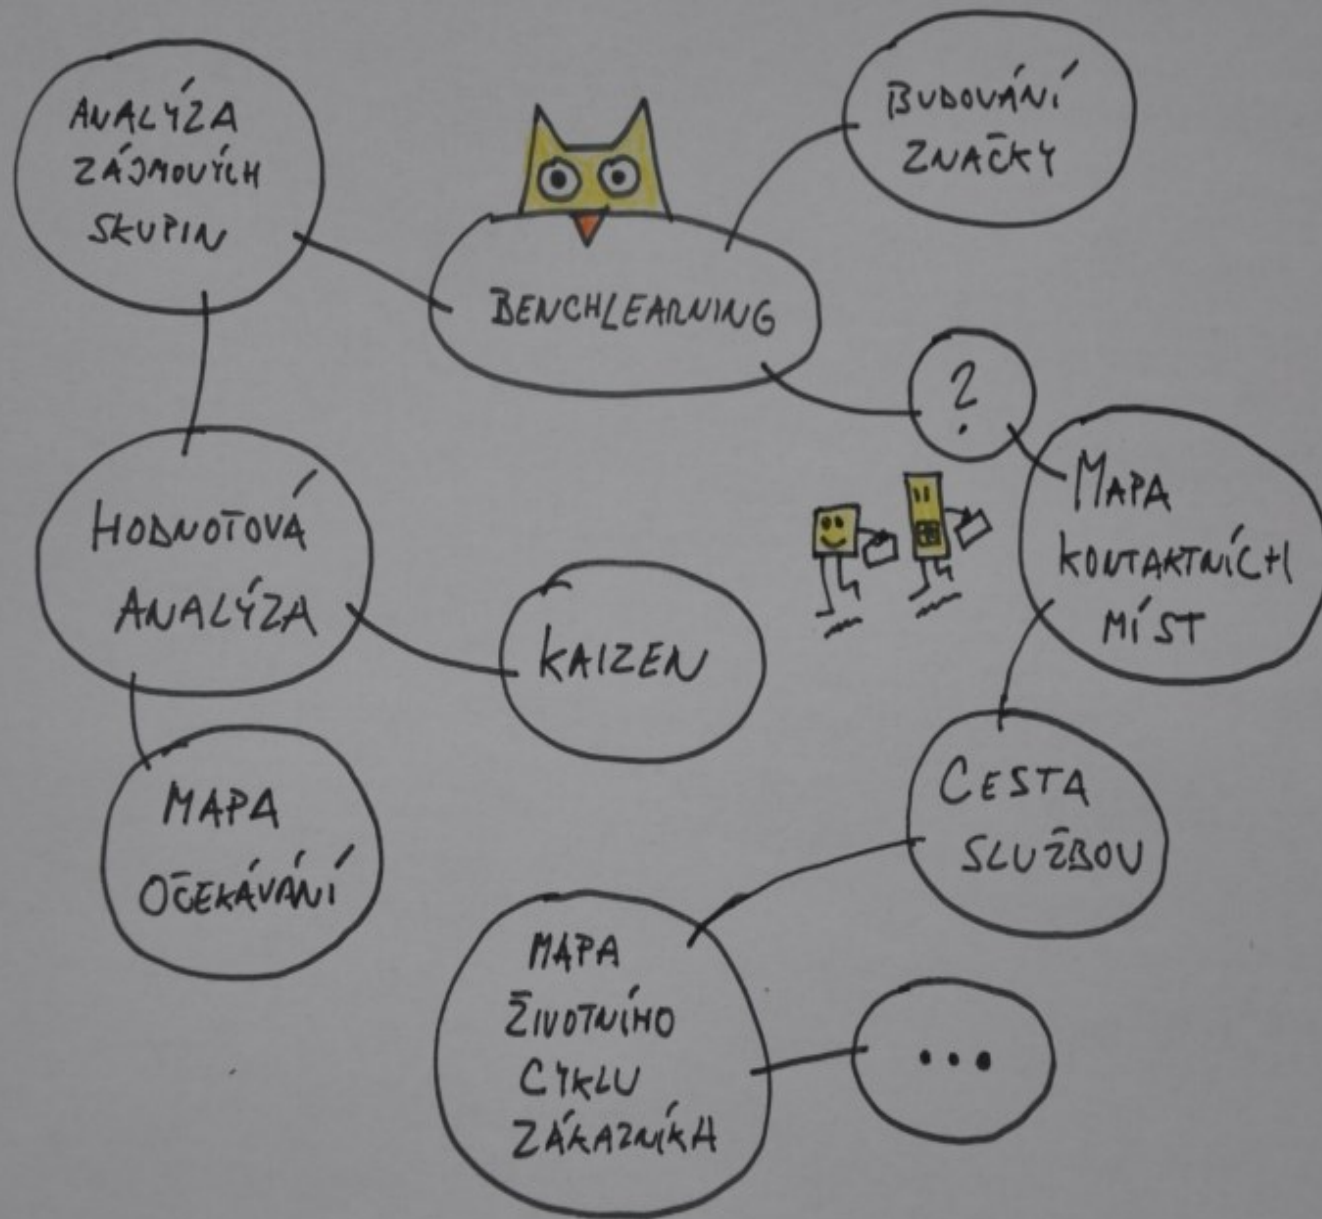 ANALÝZA
ZÁJMOVÝCH
SKUPIN
BENCHLEARNING
BUDOVÁNÍ
ZNAČKY
?
MAPA
KONTAKTNÍCH
MÍST
HODNOTOVÁ
ANALÝZA
KAIZEN
MAPA
OČEKÁVÁNÍ
CESTA
SLUŽBOU
MAPA
ŽIVOTNÍHO
CYKLU
ZÁKAZNÍKA
...